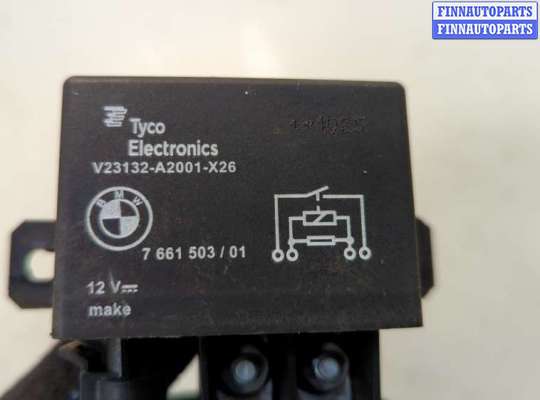 FINNAUTOPARTS
FINNAUTOPARTS
Tyco
Electronics
V23132-A2001-X26
BMW
7 661 503 / 01
12 V
make